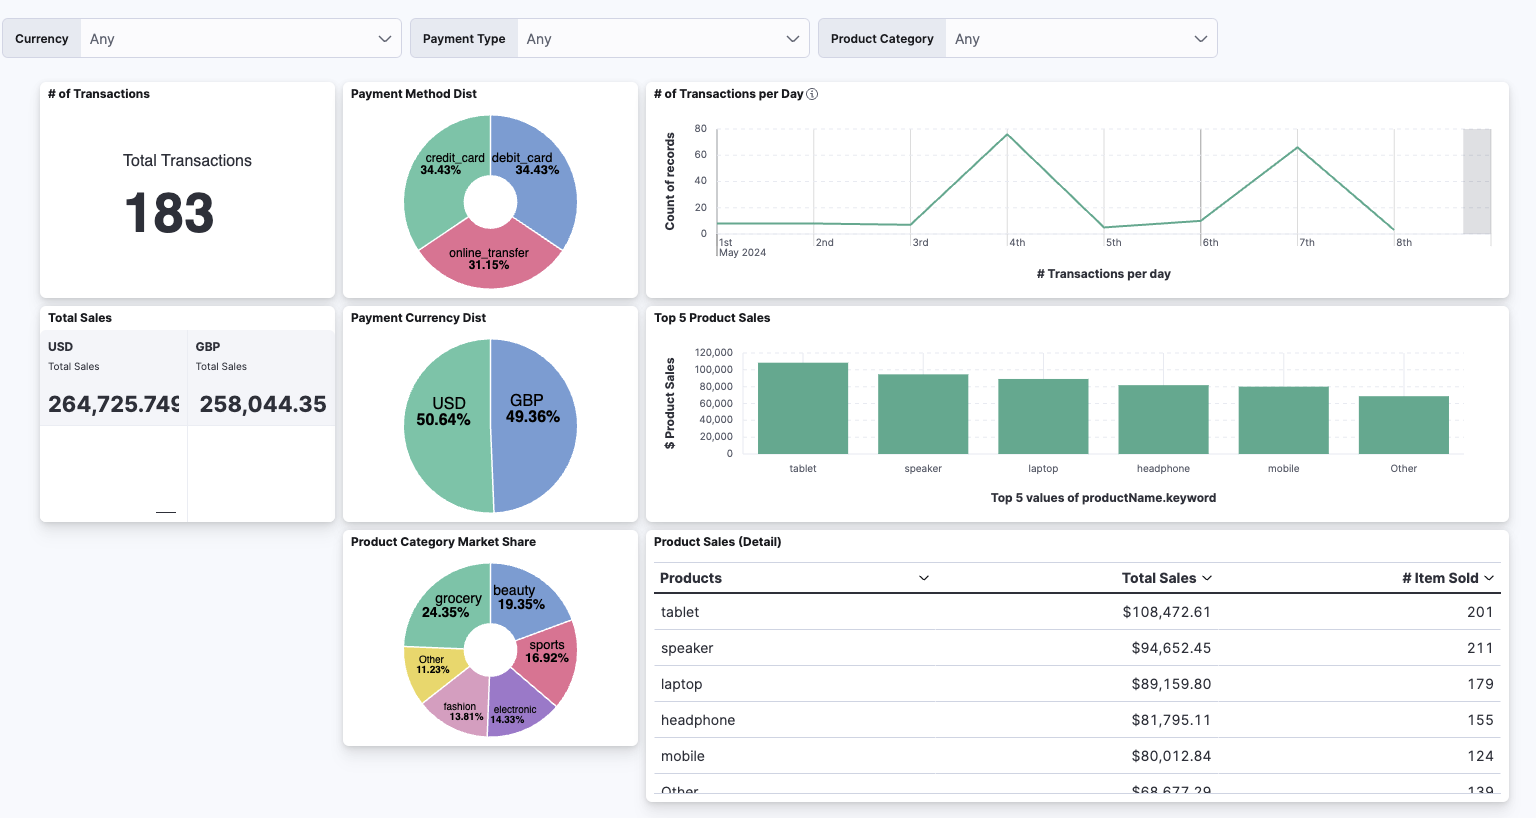 Currency Any
Payment Type Any
Product Category Any
# of Transactions
Total Transactions
183
Payment Method Dist
credit_card
34.43%
debit_card
34.43%
online_transfer
31.15%
# of Transactions per Day
Count of records
80
60
40
20
0
1st
May 2024
2nd
3rd
4th
5th
6th
7th
8th
# Transactions per day
Total Sales
USD
Total Sales
264,725.749
GBP
Total Sales
258,044.35
Payment Currency Dist
USD
50.64%
GBP
49.36%
Top 5 Product Sales
$ Product Sales
120,000
100,000
80,000
60,000
40,000
20,000
0
tablet
speaker
laptop
headphone
mobile
Other
Top 5 values of productName.keyword
Product Category Market Share
grocery
24.35%
beauty
19.35%
sports
16.92%
electronic
14.33%
fashion
13.81%
Other
11.23%
Product Sales (Detail)
Products Total Sales # Item Sold
tablet $108,472.61 201
speaker $94,652.45 211
laptop $89,159.80 179
headphone $81,795.11 155
mobile $80,012.84 124
Other $68,677.29 139